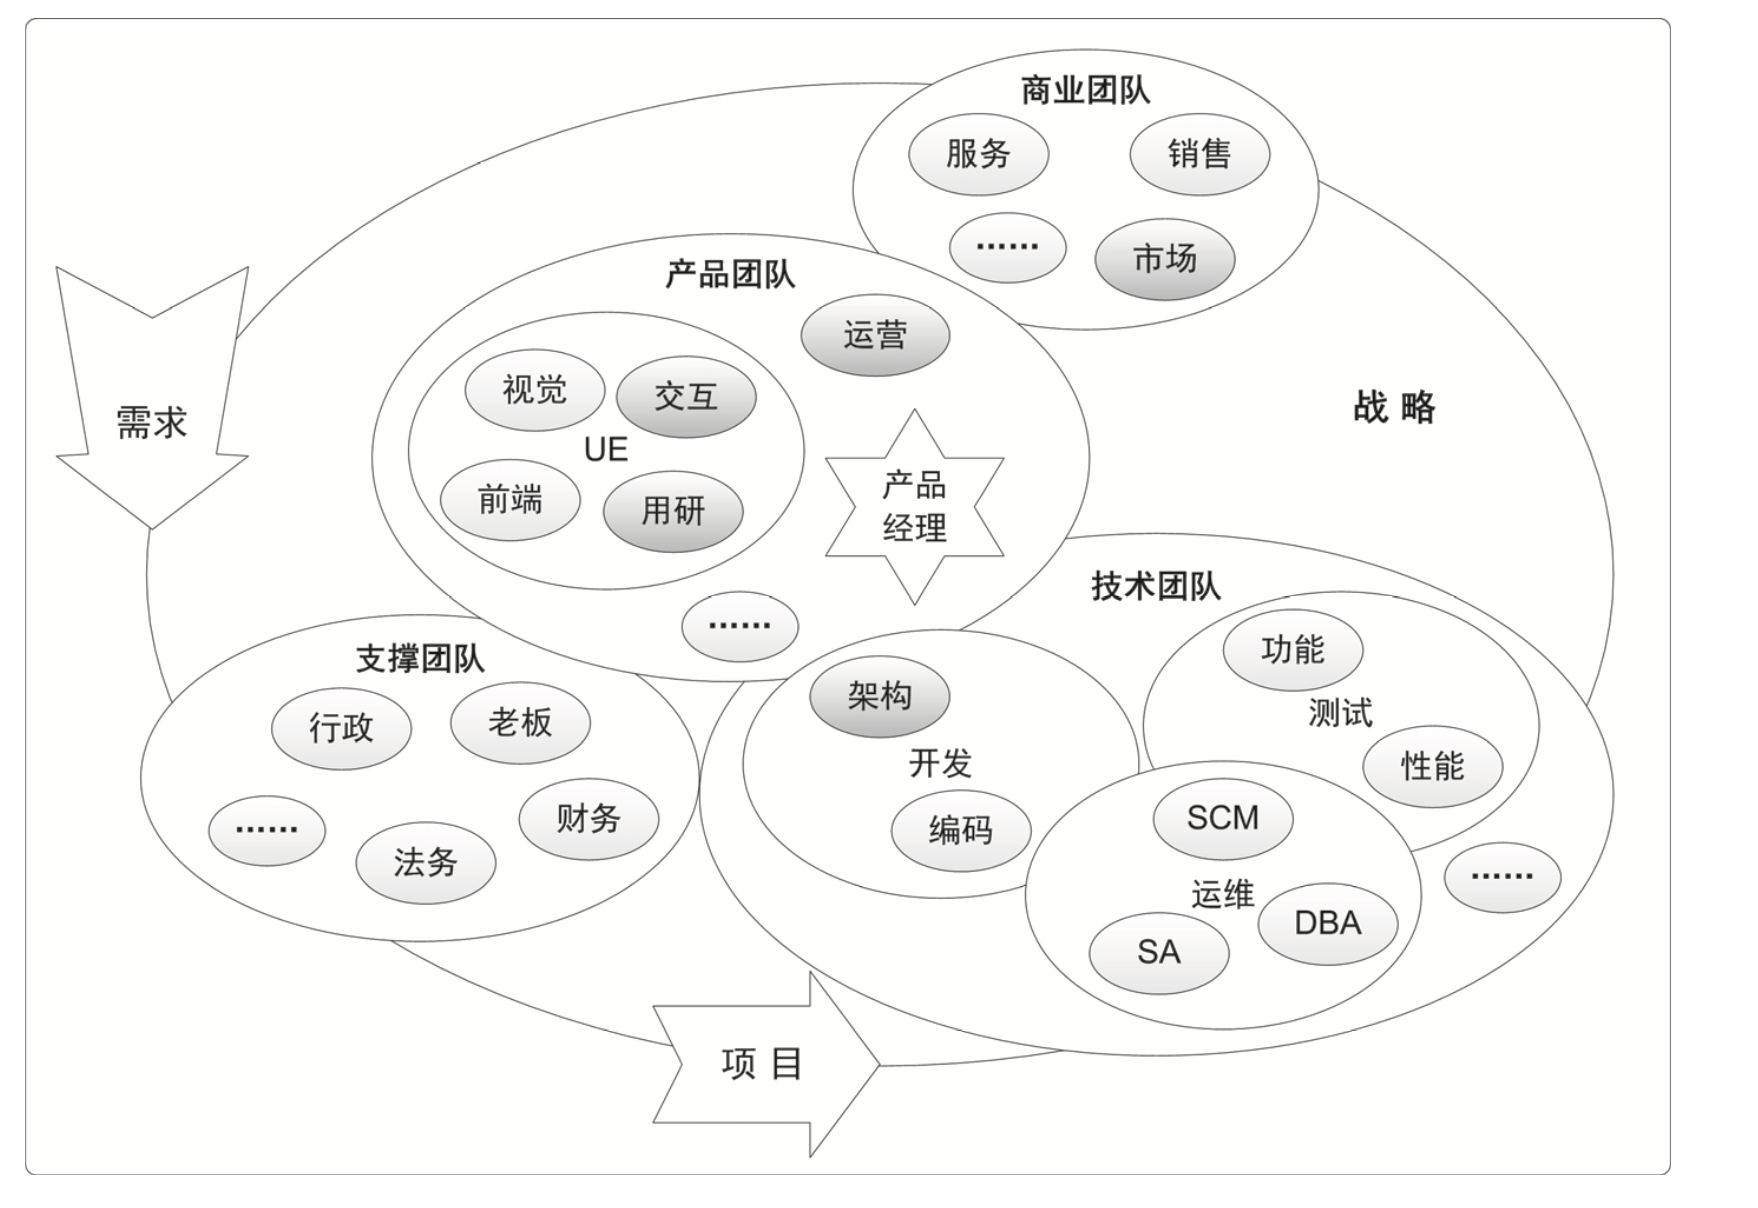 商业团队
服务
销售
……
市场
产品团队
运营
视觉
交互
UE
前端
用研
产品
经理
……
需求
战 略
技术团队
功能
测试
性能
架构
开发
编码
SCM
运维
DBA
SA
……
支撑团队
行政
老板
……
法务
财务
项 目